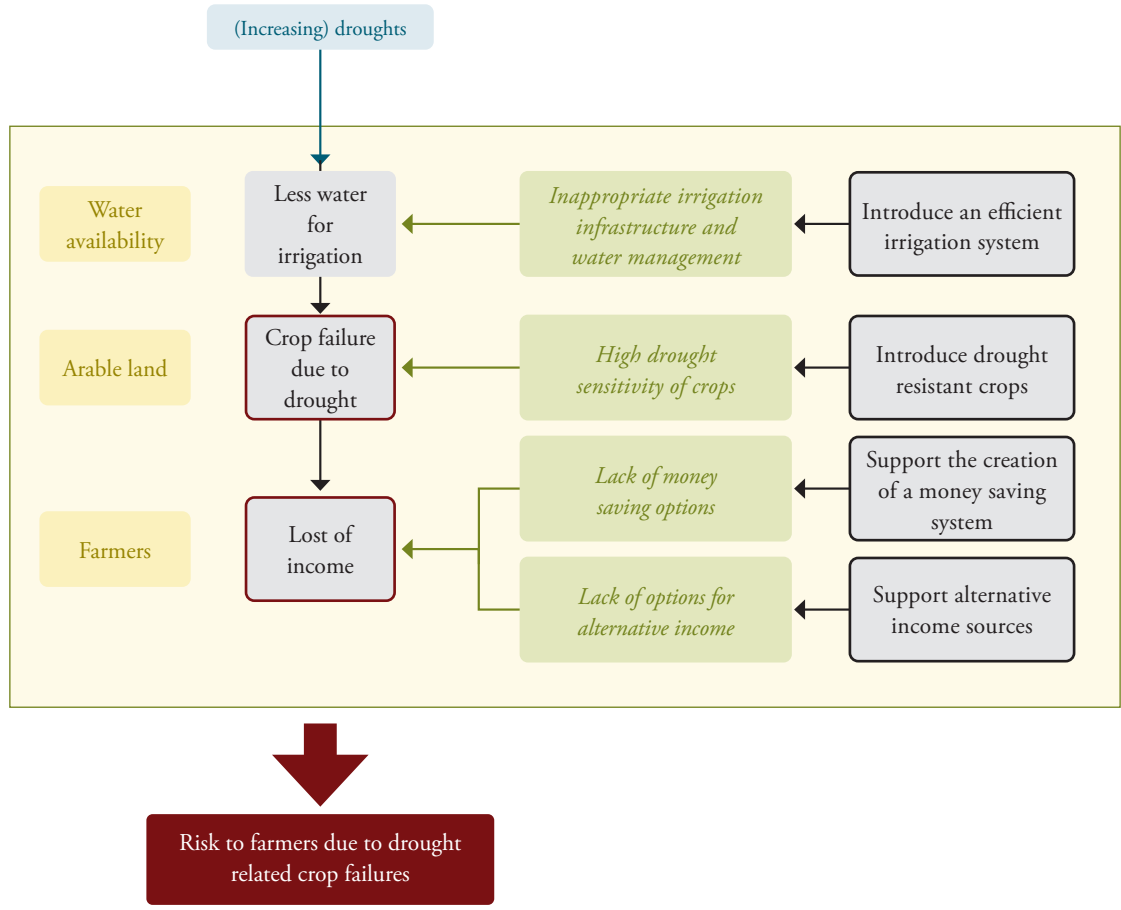 (Increasing) droughts
Water
availability
Less water
for
irrigation
Inappropriate irrigation
infrastructure and
water management
Introduce an efficient
irrigation system
Arable land
Crop failure
due to
drought
High drought
sensitivity of crops
Introduce drought
resistant crops
Farmers
Lost of
income
Lack of money
saving options
Support the creation
of a money saving
system
Lack of options for
alternative income
Support alternative
income sources
Risk to farmers due to drought
related crop failures